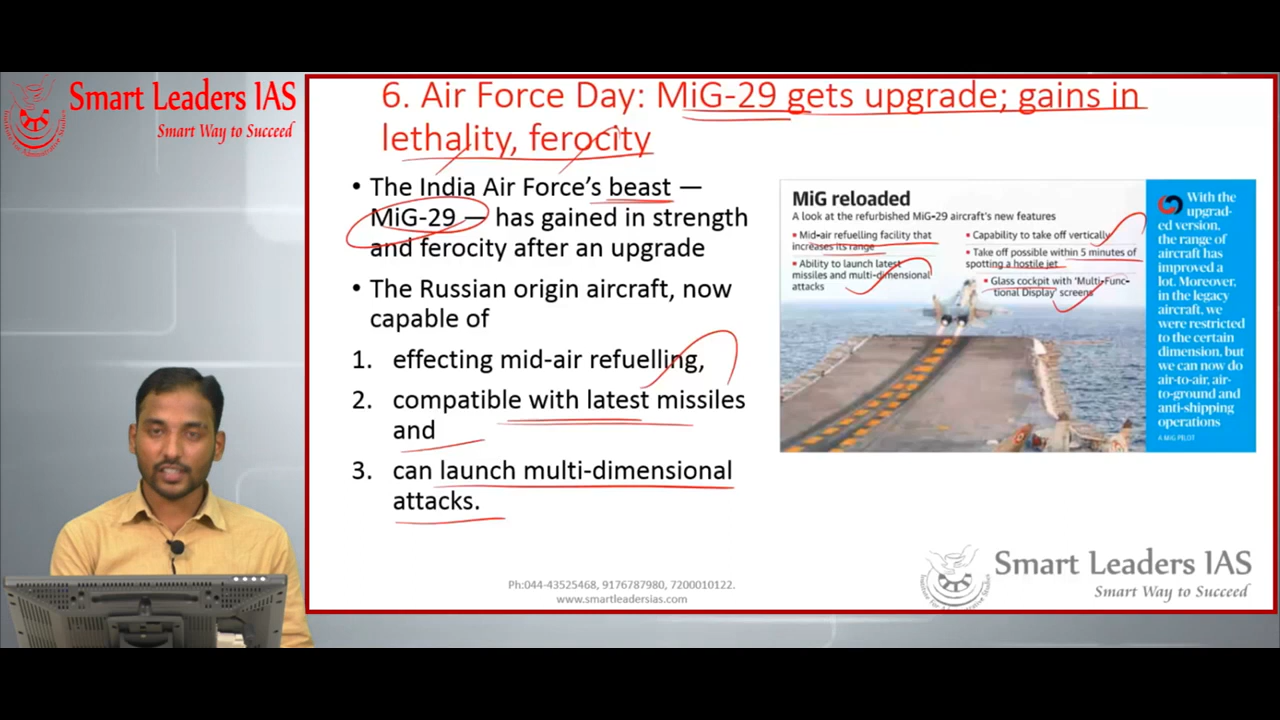 Smart Leaders IAS
Smart Way to Succeed
6. Air Force Day: MiG-29 gets upgrade; gains in
lethality, ferocity
• The India Air Force’s beast —
MiG-29 — has gained in strength
and ferocity after an upgrade
• The Russian origin aircraft, now
capable of
1. effecting mid-air refuelling,
2. compatible with latest missiles
and
3. can launch multi-dimensional
attacks.
MiG reloaded
A look at the refurbished MiG-29 aircraft's new features
▪ Mid-air refuelling facility that
increases its range
▪ Ability to launch latest
missiles and multi-dimensional
attacks
▪ Capability to take off vertically
▪ Take off possible within 5 minutes of
spotting a hostile jet
▪ Glass cockpit with 'Multi-Func-
tional Display' screens
With the
upgrad-
ed version,
the range of
aircraft has
improved a
lot. Moreover,
in the legacy
aircraft, we
were restricted
to the certain
dimension, but
we can now do
air-to-air, air-
to-ground and
anti-shipping
operations
A MiG PILOT
Smart Leaders IAS
Smart Way to Succeed
Ph:044-43525468, 9176787980, 7200010122.
www.smartleadersias.com